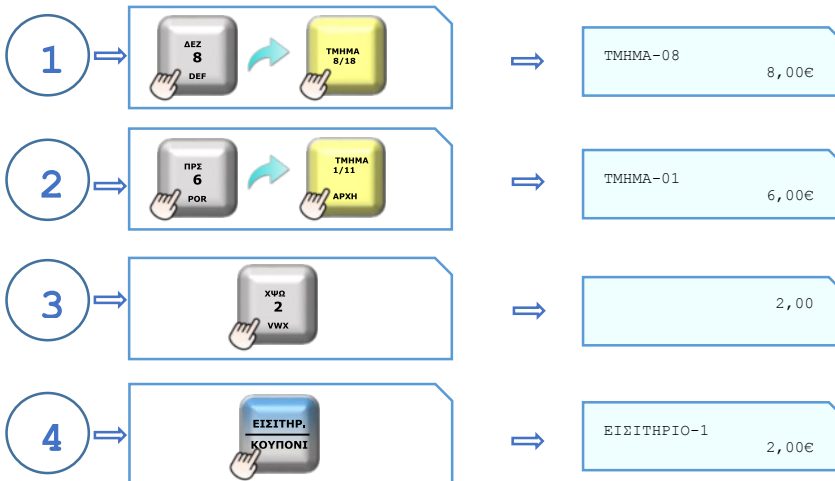 1
ΔΕΖ
8
DEF
ΤΜΗΜΑ
8/18
ΤΜΗΜΑ-08
8,00€
2
ΠΡΣ
6
POR
ΤΜΗΜΑ
1/11
ΑΡΧΗ
ΤΜΗΜΑ-01
6,00€
3
ΧΨΩ
2
VWX
2,00
4
ΕΙΣΙΤΗΡ.
ΚΟΥΠΟΝΙ
ΕΙΣΙΤΗΡΙΟ-1
2,00€